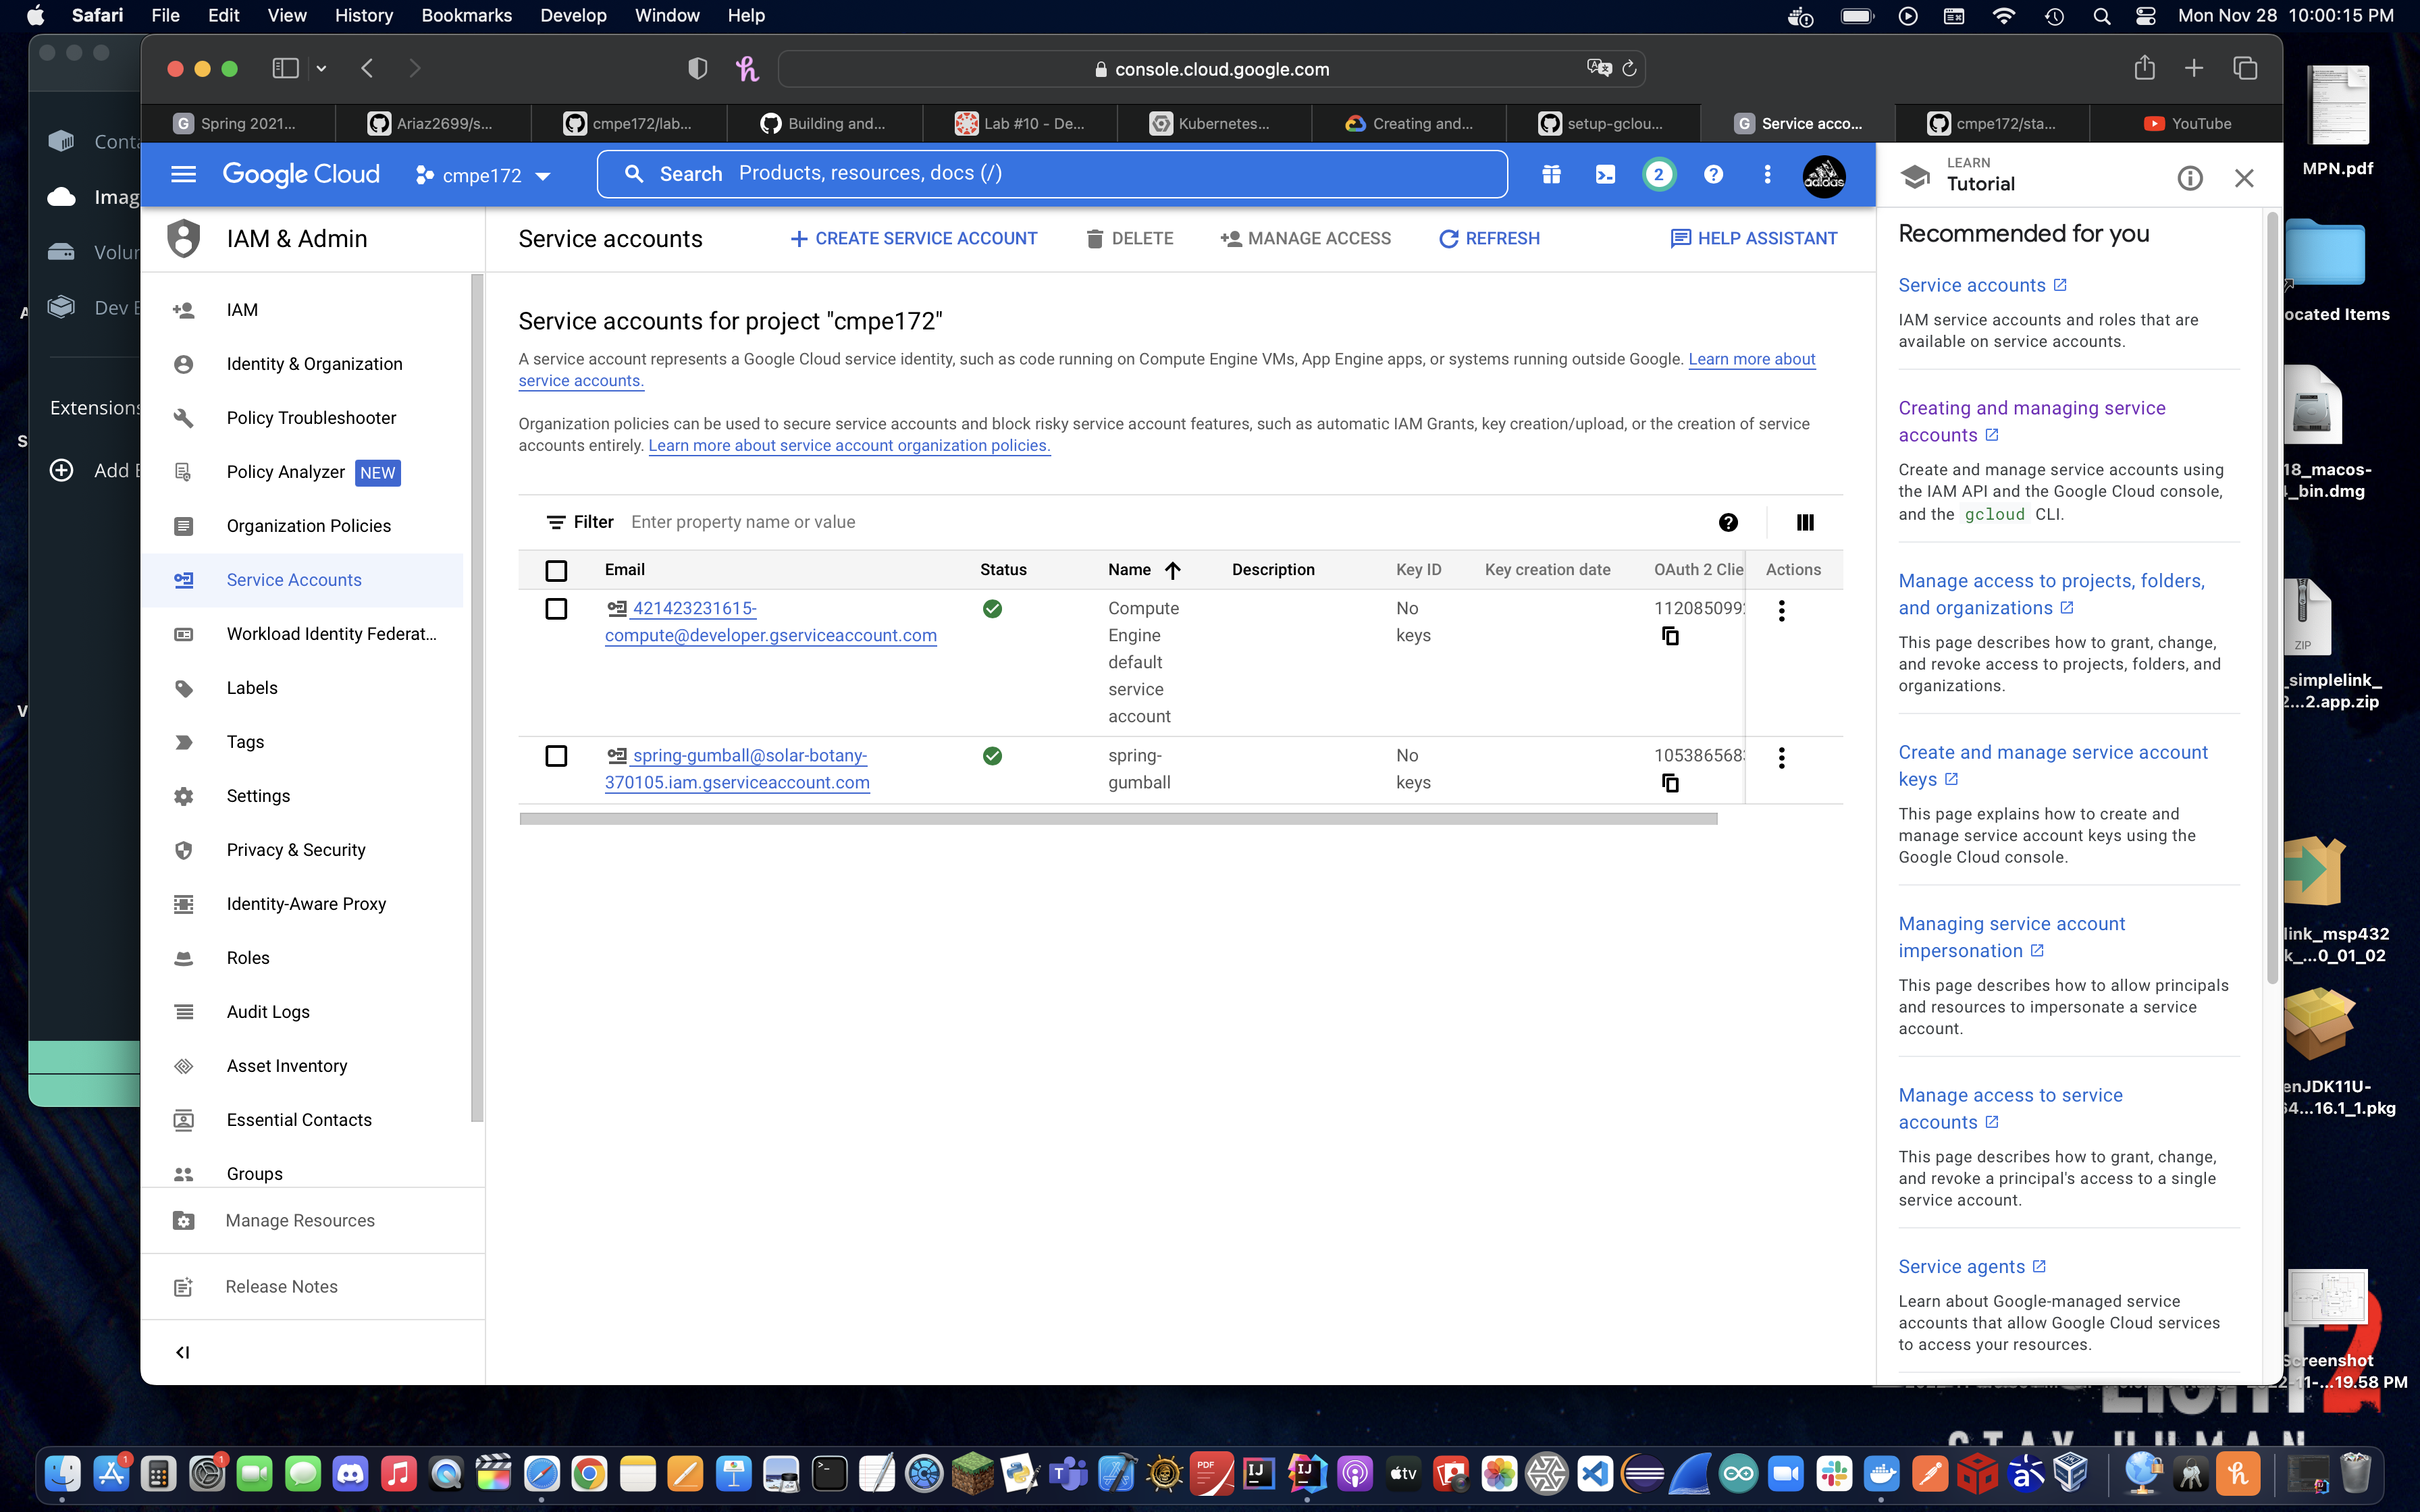 Safari File Edit View History Bookmarks Develop Window Help
Mon Nov 28 10:00:15 PM
console.cloud.google.com
Spring 2021...
Ariaz2699/s...
cmpe172/lab...
Building and...
Lab #10 - De...
Kubernetes...
Creating and...
setup-gclou...
Service acco...
cmpe172/sta...
YouTube
Conta
Imag
Volur
Dev E
Extensions
Add E
Google Cloud
cmpe172
Search Products, resources, docs (/)
2
adidas
LEARN
Tutorial
IAM & Admin
IAM
Identity & Organization
Policy Troubleshooter
Policy Analyzer NEW
Organization Policies
Service Accounts
Workload Identity Federat...
Labels
Tags
Settings
Privacy & Security
Identity-Aware Proxy
Roles
Audit Logs
Asset Inventory
Essential Contacts
Groups
Manage Resources
Release Notes
Service accounts
CREATE SERVICE ACCOUNT
DELETE
MANAGE ACCESS
REFRESH
HELP ASSISTANT
Service accounts for project "cmpe172"
A service account represents a Google Cloud service identity, such as code running on Compute Engine VMs, App Engine apps, or systems running outside Google. Learn more about
service accounts.
Organization policies can be used to secure service accounts and block risky service account features, such as automatic IAM Grants, key creation/upload, or the creation of service
accounts entirely. Learn more about service account organization policies.
Filter Enter property name or value
Email Status Name Description Key ID Key creation date OAuth 2 Clie Actions
421423231615-
compute@developer.gserviceaccount.com
Compute
Engine
default
service
account
No
keys
112085099
spring-gumball@solar-botany-
370105.iam.gserviceaccount.com
spring-
gumball
No
keys
105386568
Recommended for you
Service accounts
IAM service accounts and roles that are
available on service accounts.
Creating and managing service
accounts
Create and manage service accounts using
the IAM API and the Google Cloud console,
and the gcloud CLI.
Manage access to projects, folders,
and organizations
This page describes how to grant, change,
and revoke access to projects, folders, and
organizations.
Create and manage service account
keys
This page explains how to create and
manage service account keys using the
Google Cloud console.
Managing service account
impersonation
This page describes how to allow principals
and resources to impersonate a service
account.
Manage access to service
accounts
This page describes how to grant, change,
and revoke a principal's access to a single
service account.
Service agents
Learn about Google-managed service
accounts that allow Google Cloud services
to access your resources.
MPN.pdf
ocated Items
18_macos-
_bin.dmg
ZIP
_simplelink_
2...2.app.zip
link_msp432
k_...0_01_02
enJDK11U-
64...16.1_1.pkg
Screenshot
2-11-...19.58 PM
STAY HUMAN
PDF
tv